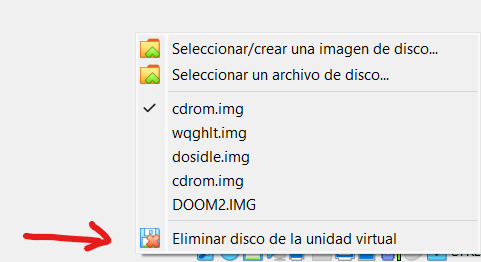 Seleccionar/crear una imagen de disco...
Seleccionar un archivo de disco...
cdrom.img
wqghlt.img
dosidle.img
cdrom.img
DOOM2.IMG
Eliminar disco de la unidad virtual